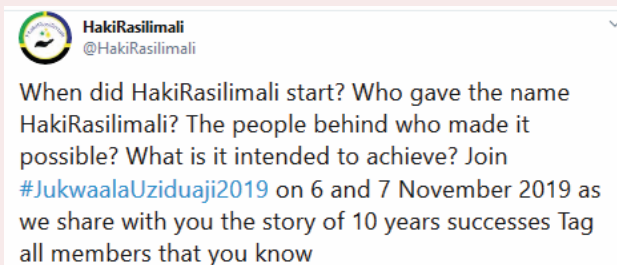 HakiRasilimali
@HakiRasilimali
When did HakiRasilimali start? Who gave the name
HakiRasilimali? The people behind who made it
possible? What is it intended to achieve? Join
#JukwaalaUziduaji2019 on 6 and 7 November 2019 as
we share with you the story of 10 years successes Tag
all members that you know